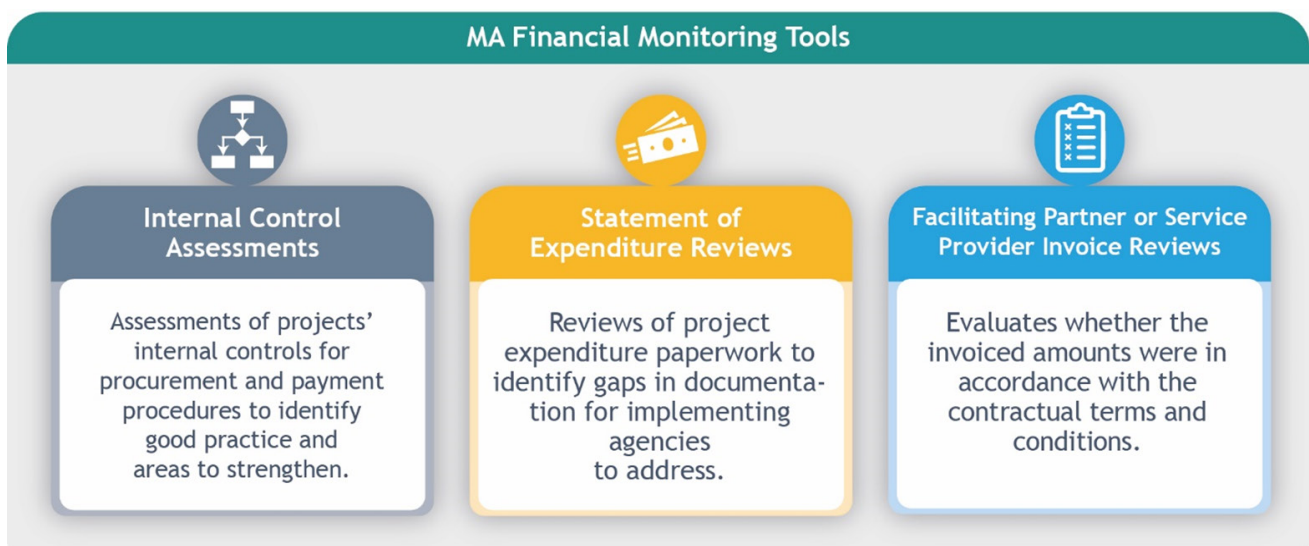 MA Financial Monitoring Tools
Internal Control
Assessments
Assessments of projects’
internal controls for
procurement and payment
procedures to identify
good practice and
areas to strengthen.
Statement of
Expenditure Reviews
Reviews of project
expenditure paperwork to
identify gaps in documenta-
tion for implementing
agencies
to address.
Facilitating Partner or Service
Provider Invoice Reviews
Evaluates whether the
invoiced amounts were in
accordance with the
contractual terms and
conditions.